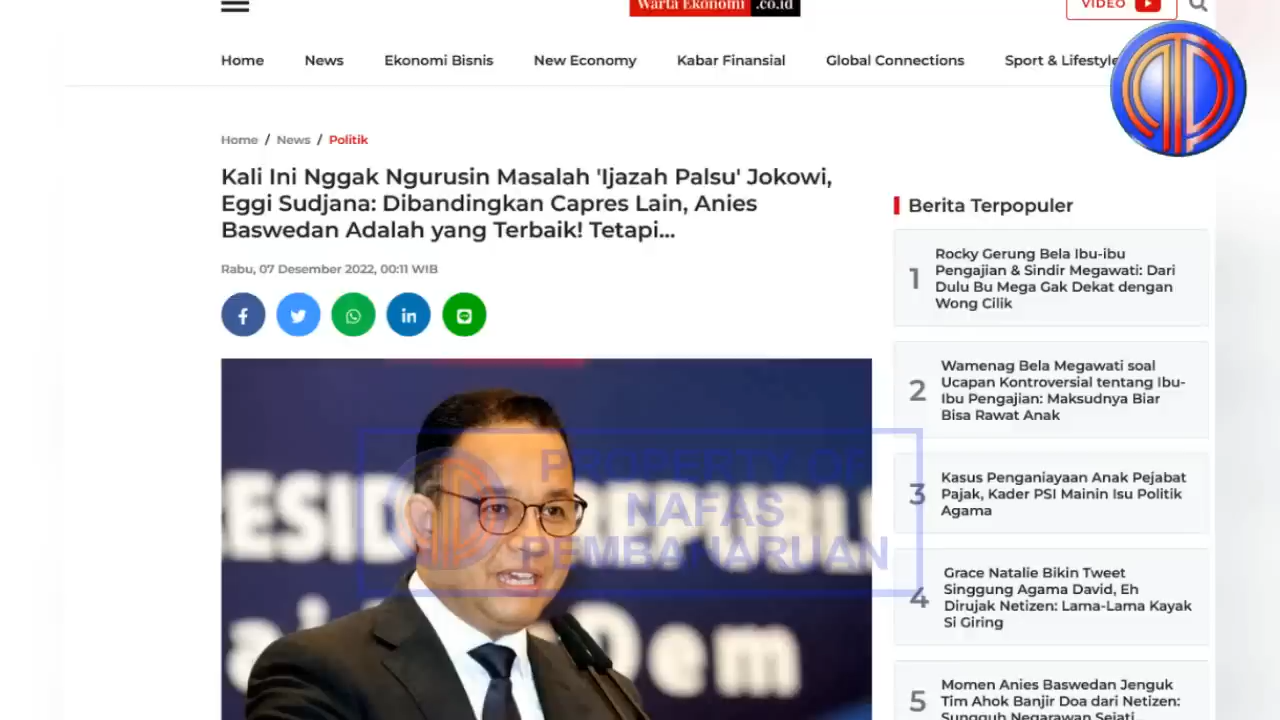 Warta Ekonomi .co.id
VIDEO
Home News Ekonomi Bisnis New Economy Kabar Finansial Global Connections Sport & Lifestyle
Home / News / Politik
Kali Ini Nggak Ngurusin Masalah 'Ijazah Palsu' Jokowi,
Eggi Sudjana: Dibandingkan Capres Lain, Anies
Baswedan Adalah yang Terbaik! Tetapi...
Rabu, 07 Desember 2022, 00:11 WIB
RESID REPUBL
Dem
PROPERTY OF
NAFAS
PEMBAHARUAN
Berita Terpopuler
1
Rocky Gerung Bela Ibu-ibu
Pengajian & Sindir Megawati: Dari
Dulu Bu Mega Gak Dekat dengan
Wong Cilik
2
Wamenag Bela Megawati soal
Ucapan Kontroversial tentang Ibu-
Ibu Pengajian: Maksudnya Biar
Bisa Rawat Anak
3
Kasus Penganiayaan Anak Pejabat
Pajak, Kader PSI Mainin Isu Politik
Agama
4
Grace Natalie Bikin Tweet
Singgung Agama David, Eh
Dirujak Netizen: Lama-Lama Kayak
Si Giring
5
Momen Anies Baswedan Jenguk
Tim Ahok Banjir Doa dari Netizen:
Sungguh Negarawan Sejati...